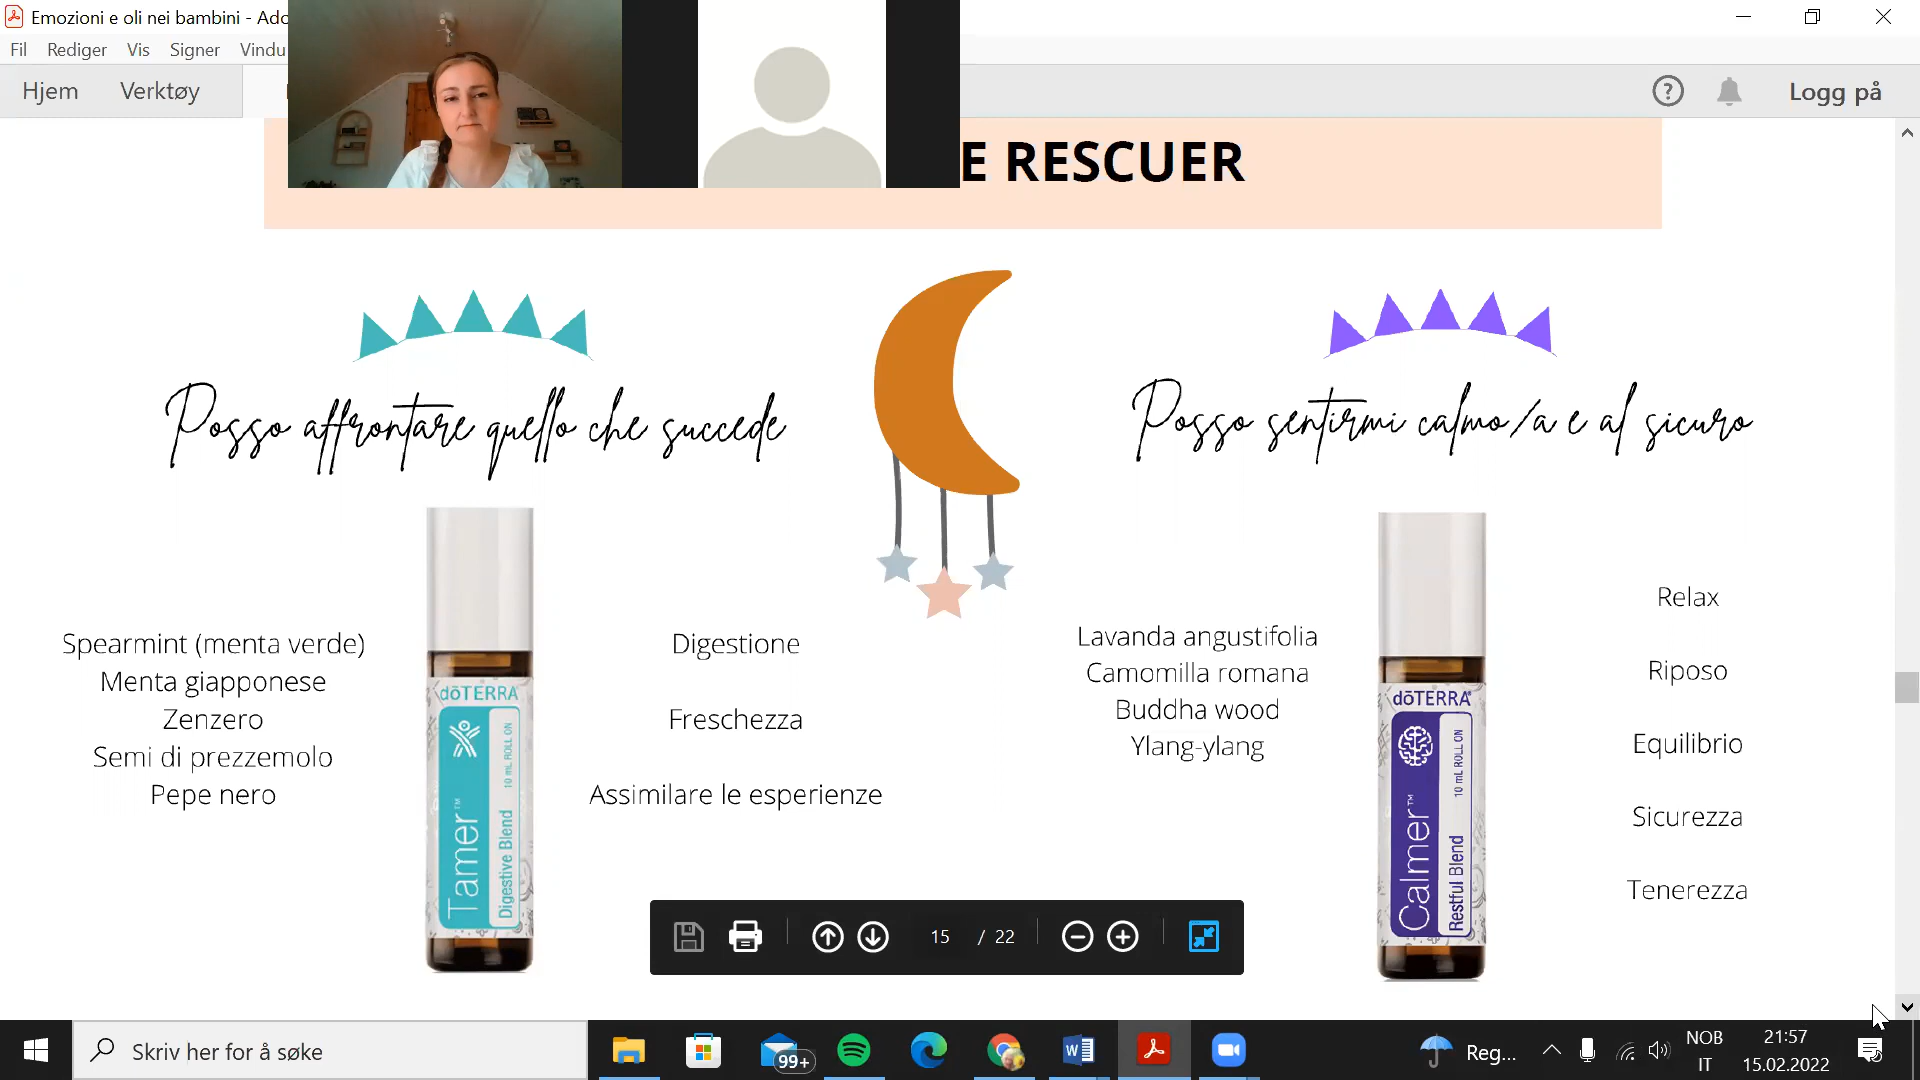 Emozioni e oli nei bambini - Ado
Fil Rediger Vis Signer Vindu
Hjem Verktøy
Logg på
E RESCUER
Posso affrontare quello che succede
Posso sentirmi calmo/a e al sicuro
Spearmint (menta verde)
Menta giapponese
Zenzero
Semi di prezzemolo
Pepe nero
dōTERRA
Tamer™
Digestive Blend
10 mL ROLL ON
Digestione
Freschezza
Assimilare le esperienze
Lavanda angustifolia
Camomilla romana
Buddha wood
Ylang-ylang
dōTERRA®
Calmer™
Restful Blend
10 mL ROLL ON
Relax
Riposo
Equilibrio
Sicurezza
Tenerezza
15 / 22
Skriv her for å søke
99+
Reg...
NOB
IT
21:57
15.02.2022